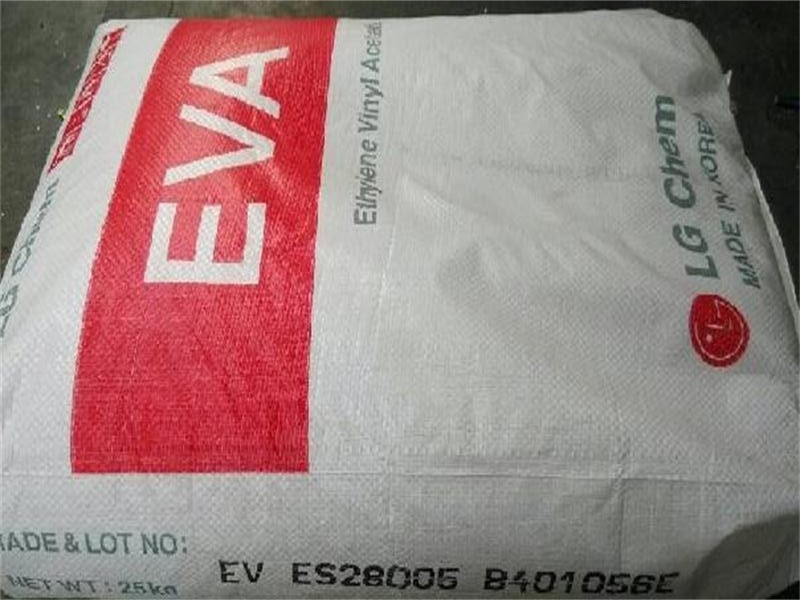 EVA
Ethylene Vinyl Acetate
LG Chem
MADE IN KOREA
LG Chem
ADE & LOT NO:
EV ES28005 B401056E
NET WT: 25kg